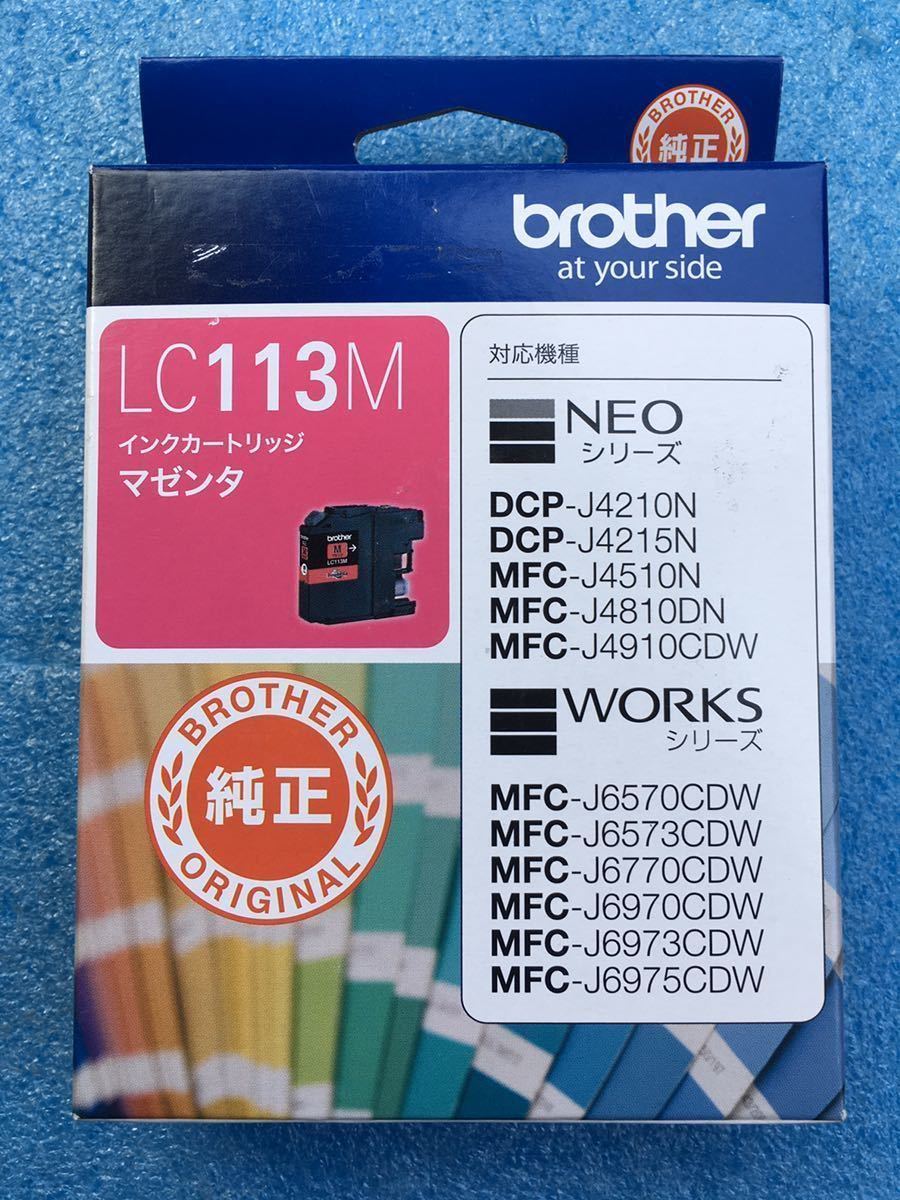 BROTHER
純正
brother
at your side
LC113M
インクカートリッジ
マゼンタ
brother
M
LC113M
BROTHER
純正
ORIGINAL
対応機種
NEO
シリーズ
DCP-J4210N
DCP-J4215N
MFC-J4510N
MFC-J4810DN
MFC-J4910CDW
WORKS
シリーズ
MFC-J6570CDW
MFC-J6573CDW
MFC-J6770CDW
MFC-J6970CDW
MFC-J6973CDW
MFC-J6975CDW